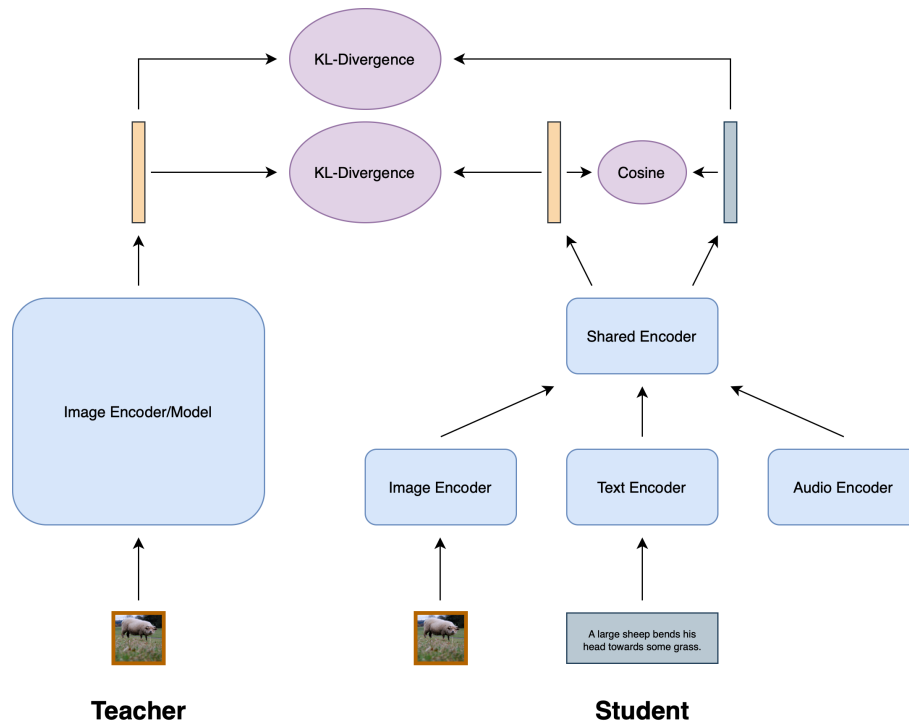 KL-Divergence
KL-Divergence
Cosine
Shared Encoder
Image Encoder/Model
Image Encoder
Text Encoder
Audio Encoder
A large sheep bends his
head towards some grass.
Teacher
Student